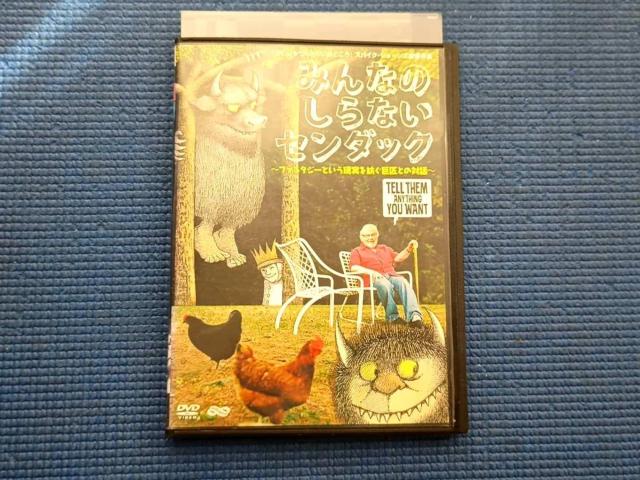 みんなの
しらない
センダック
～ファンタジーという現実を紡ぐ巨匠との対話～
TELL THEM
ANYTHING
YOU WANT
DVD
VIDEO